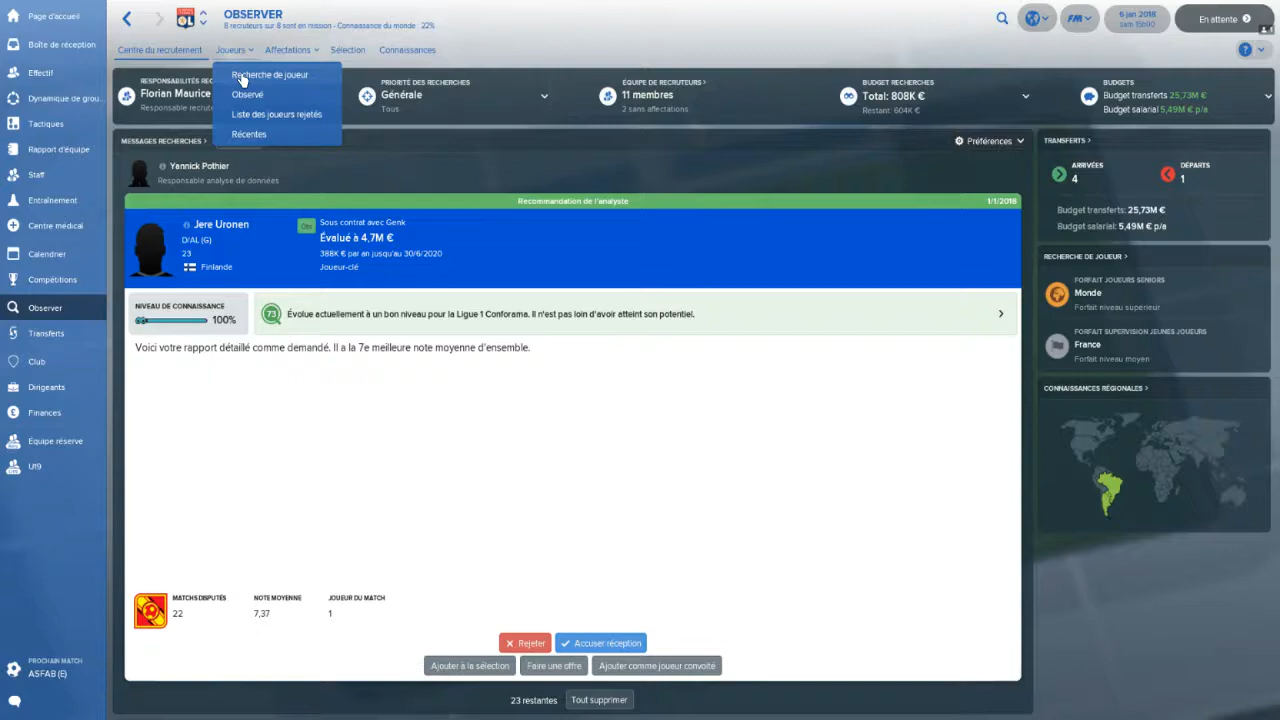 Page d'accueil
Boîte de réception
Effectif
Dynamique de grou...
Tactiques
Rapport d'équipe
Staff
Entraînement
Centre médical
Calendrier
Compétitions
Observer
Transferts
Club
Dirigeants
Finances
Équipe réserve
U19
PROCHAIN MATCH
ASFAB (E)
OL
OBSERVER
8 recruteurs sur 8 sont en mission - Connaissance du monde : 22%
FM
6 jan 2018
sam 15h00
En attente
1
Centre du recrutement
Joueurs
Affectations
Sélection
Connaissances
?
Recherche de joueur
Observé
Liste des joueurs rejetés
Récentes
RESPONSABILITÉS REC
Florian Maurice
Responsable recrute
PRIORITÉ DES RECHERCHES
Générale
Tous
ÉQUIPE DE RECRUTEURS >
11 membres
2 sans affectations
BUDGET RECHERCHES
Total: 808K €
Restant: 604K €
BUDGETS
Budget transferts 25,73M €
Budget salarial 5,49M € p/a
MESSAGES RECHERCHES >
Préférences
Yannick Pothier
Responsable analyse de données
Recommandation de l'analyste
1/1/2018
Jere Uronen
D/AL (G)
23
Finlande
Obs
Sous contrat avec Genk
Évalué à 4,7M €
388K € par an jusqu'au 30/6/2020
Joueur-clé
NIVEAU DE CONNAISSANCE
100%
73
Évolue actuellement à un bon niveau pour la Ligue 1 Conforama. Il n'est pas loin d'avoir atteint son potentiel.
Voici votre rapport détaillé comme demandé. Il a la 7e meilleure note moyenne d'ensemble.
MATCHS DISPUTÉS
22
NOTE MOYENNE
7,37
JOUEUR DU MATCH
1
Rejeter
Accuser réception
Ajouter à la sélection
Faire une offre
Ajouter comme joueur convoité
23 restantes
Tout supprimer
TRANSFERTS >
ARRIVÉES
4
DÉPARTS
1
Budget transferts: 25,73M €
Budget salarial: 5,49M € p/a
RECHERCHE DE JOUEUR >
FORFAIT JOUEURS SENIORS
Monde
Forfait niveau supérieur
FORFAIT SUPERVISION JEUNES JOUEURS
France
Forfait niveau moyen
CONNAISSANCES RÉGIONALES >